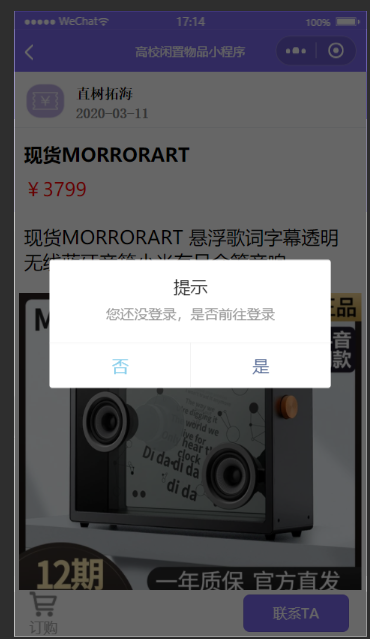 WeChat 17:14 100%
高校闲置物品小程序
直树拓海
2020-03-11
现货MORRORART
￥3799
现货MORRORART 悬浮歌词字幕透明
提示
您还没登录，是否前往登录
否 是
正品
M
音
款
Di da di da
di da
12期 一年质保 官方直发
订购 联系TA